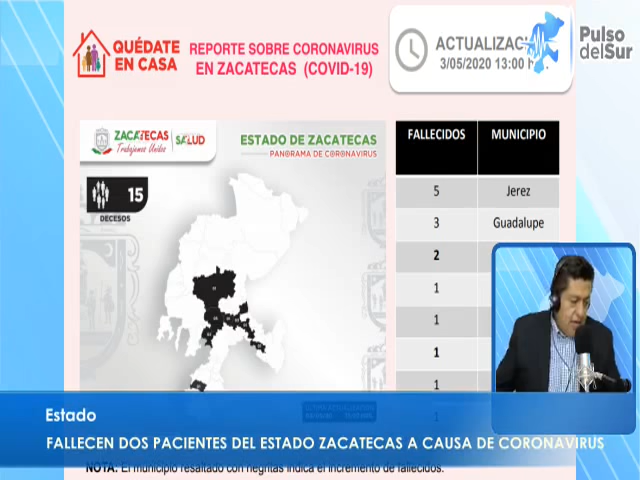 QUÉDATE
EN CASA
REPORTE SOBRE CORONAVIRUS
EN ZACATECAS (COVID-19)
3/05/2020 13:00
Pulso
delSur
ZACATECAS
Trabajemos Unidos
SALUD
ESTADO DE ZACATECAS
PANORAMA DE CORONAVIRUS
15
DECESOS
FALLECIDOS MUNICIPIO
5 Jerez
3 Guadalupe
2
1
1
1
1
1
Estado
FALLECEN DOS PACIENTES DEL ESTADO ZACATECAS A CAUSA DE CORONAVIRUS
NOTA: El municipio resaltado con negritas indica el incremento de fallecidos.